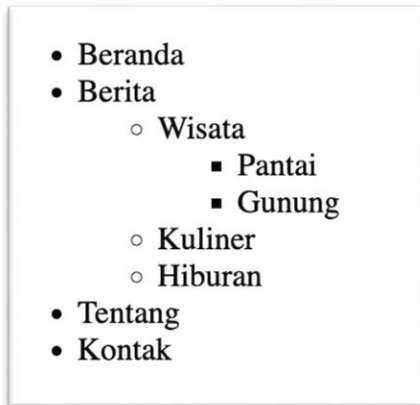 Beranda
Berita
Wisata
Pantai
Gunung
Kuliner
Hiburan
Tentang
Kontak